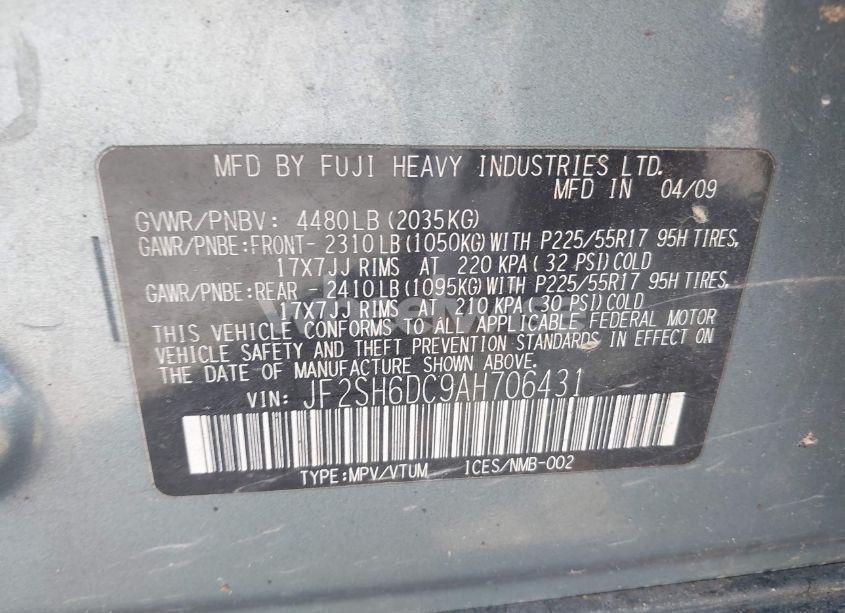 MFD BY FUJI HEAVY INDUSTRIES LTD.
MFD IN 04/09
GVWR/PNBV: 4480LB(2035KG)
GAWR/PNBE:FRONT- 2310LB(1050KG)WITH P225/55R17 95H TIRES,
17X7JJ RIMS AT 220 KPA( 32 PSI)COLD
GAWR/PNBE:REAR - 2410LB(1095KG)WITH P225/55R17 95H TIRES,
17X7JJ RIMS AT 210 KPA(30 PSI)COLD
THIS VEHICLE CONFORMS TO ALL APPLICABLE FEDERAL MOTOR
VEHICLE SAFETY AND THEFT PREVENTION STANDARDS IN EFFECT ON
THE DATE OF MANUFACTURE SHOWN ABOVE.
VIN: JF2SH6DC9AH706431
TYPE:MPV/VTUM ICES/NMB-002